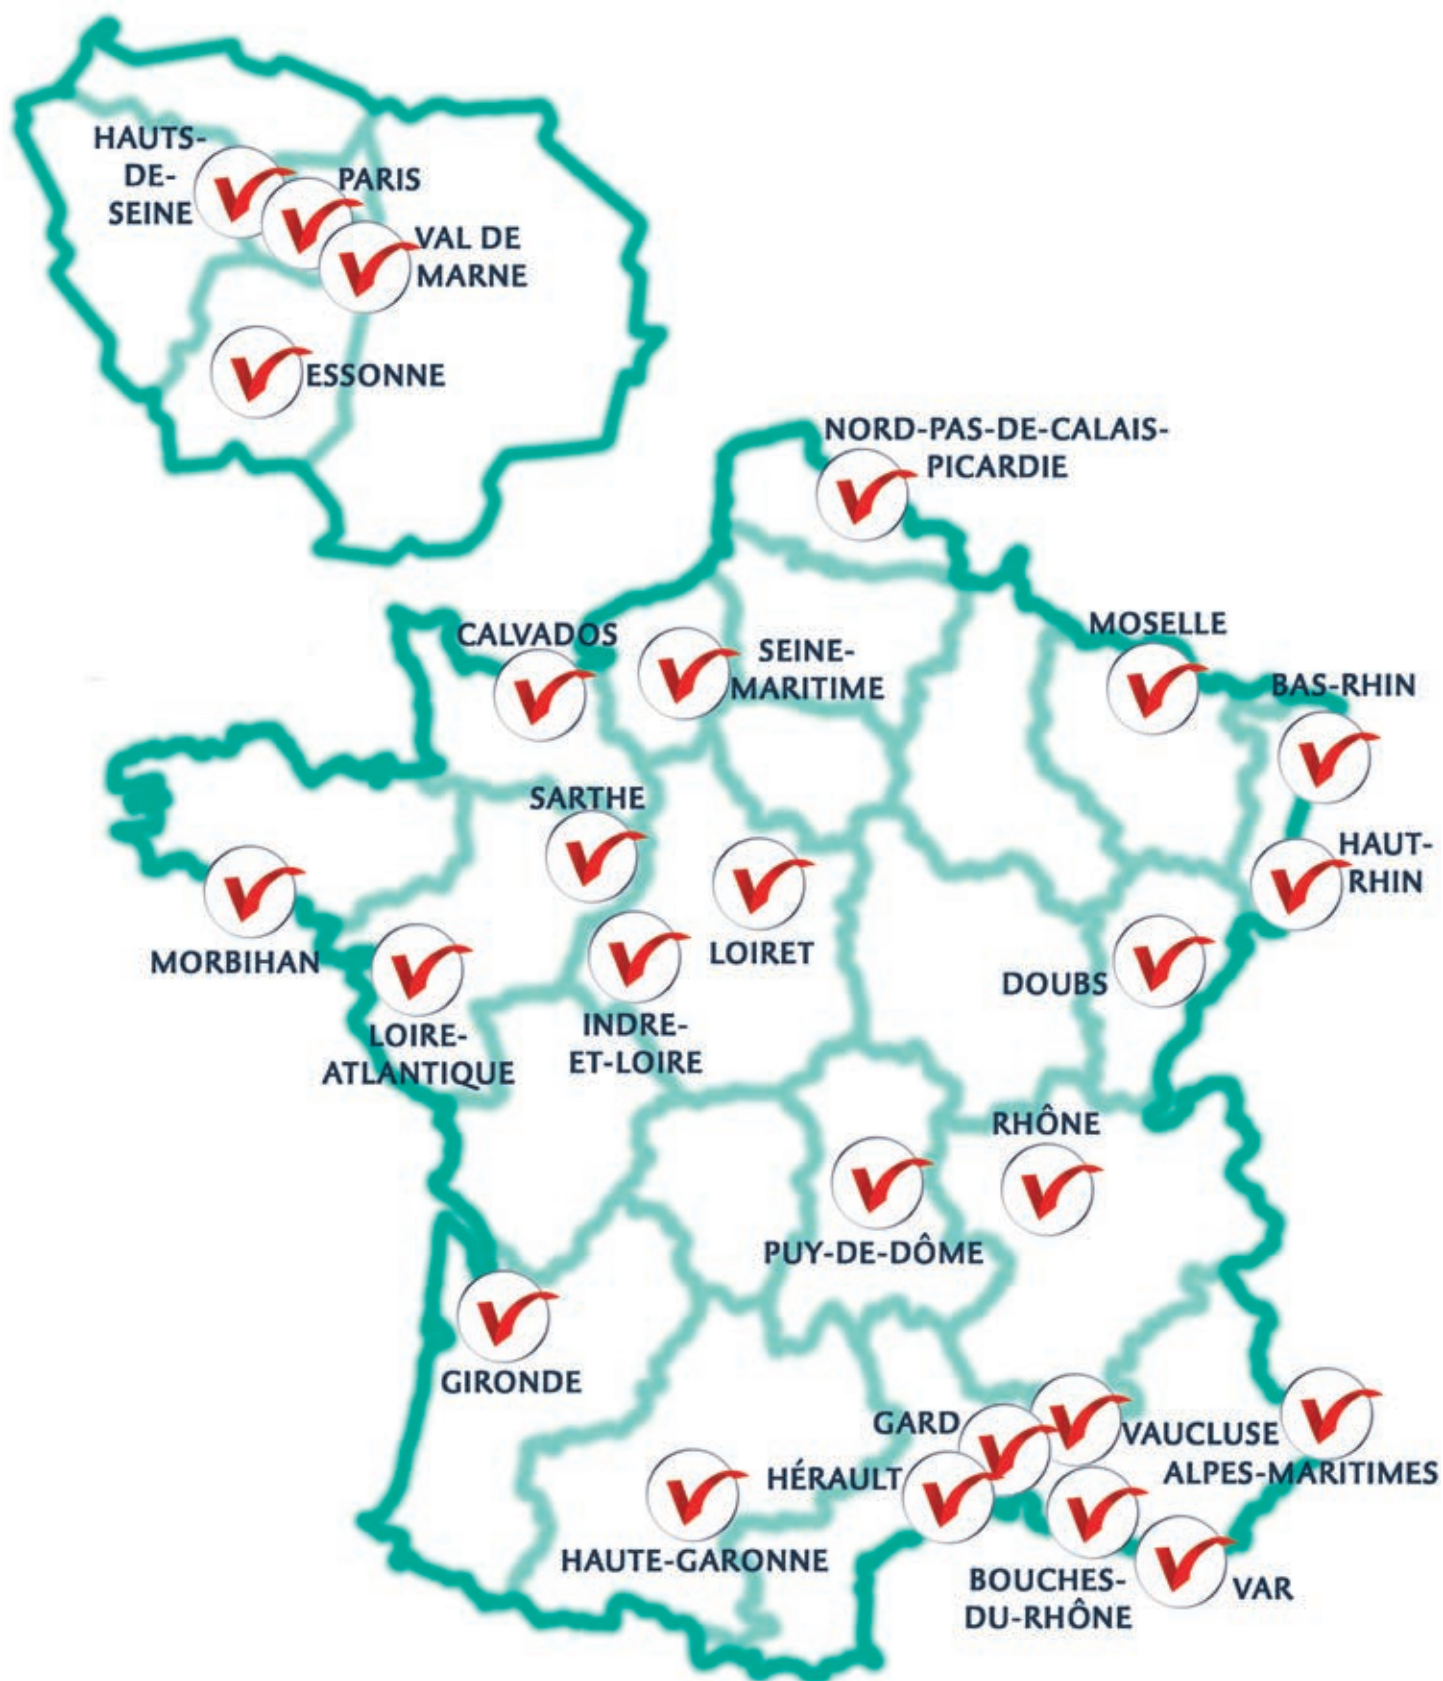 HAUTS-
DE-
SEINE
PARIS
VAL DE
MARNE
ESSONNE
NORD-PAS-DE-CALAIS-
PICARDIE
CALVADOS
SEINE-
MARITIME
MOSELLE
BAS-RHIN
SARTHE
HAUT-
RHIN
MORBIHAN
LOIRET
DOUBS
LOIRE-
ATLANTIQUE
INDRE-
ET-LOIRE
RHÔNE
PUY-DE-DÔME
GIRONDE
GARD
VAUCLUSE
ALPES-MARITIMES
HÉRAULT
HAUTE-GARONNE
BOUCHES-
DU-RHÔNE
VAR